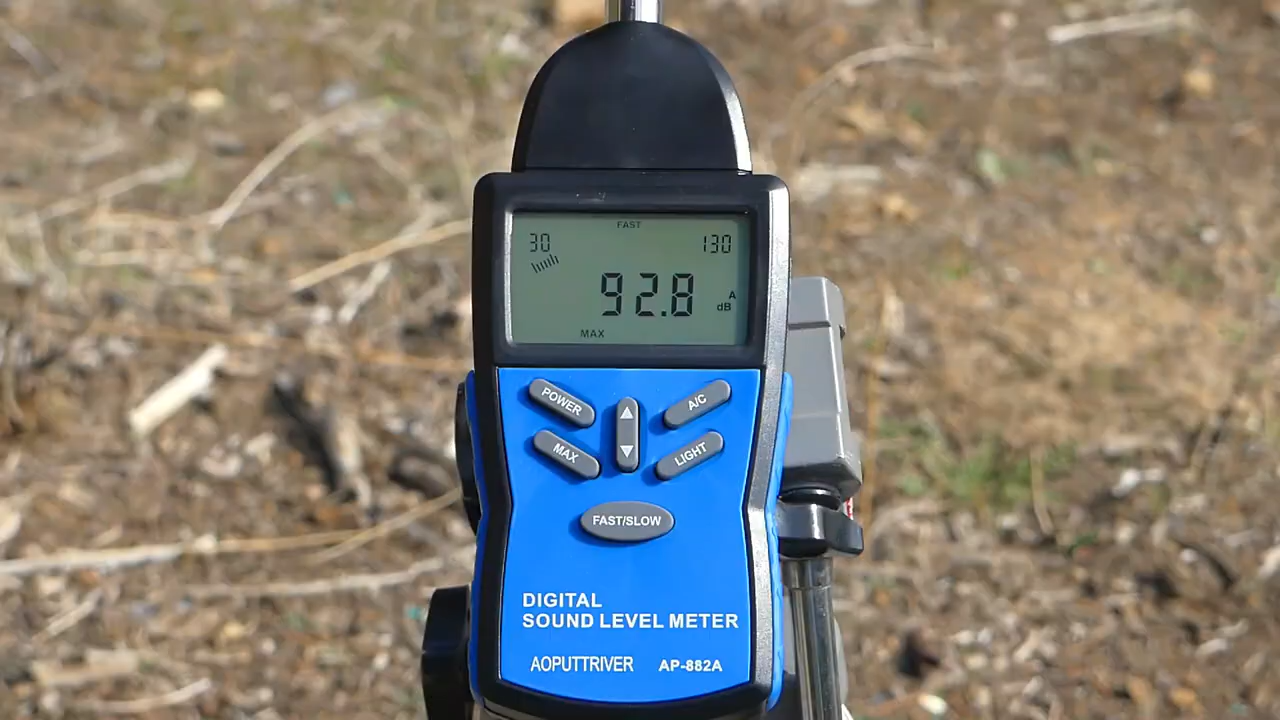 FAST
30 130
92.8 A dB
MAX
POWER A/C
▲
▼
MAX LIGHT
FAST/SLOW
DIGITAL
SOUND LEVEL METER
AOPUTTRIVER AP-882A